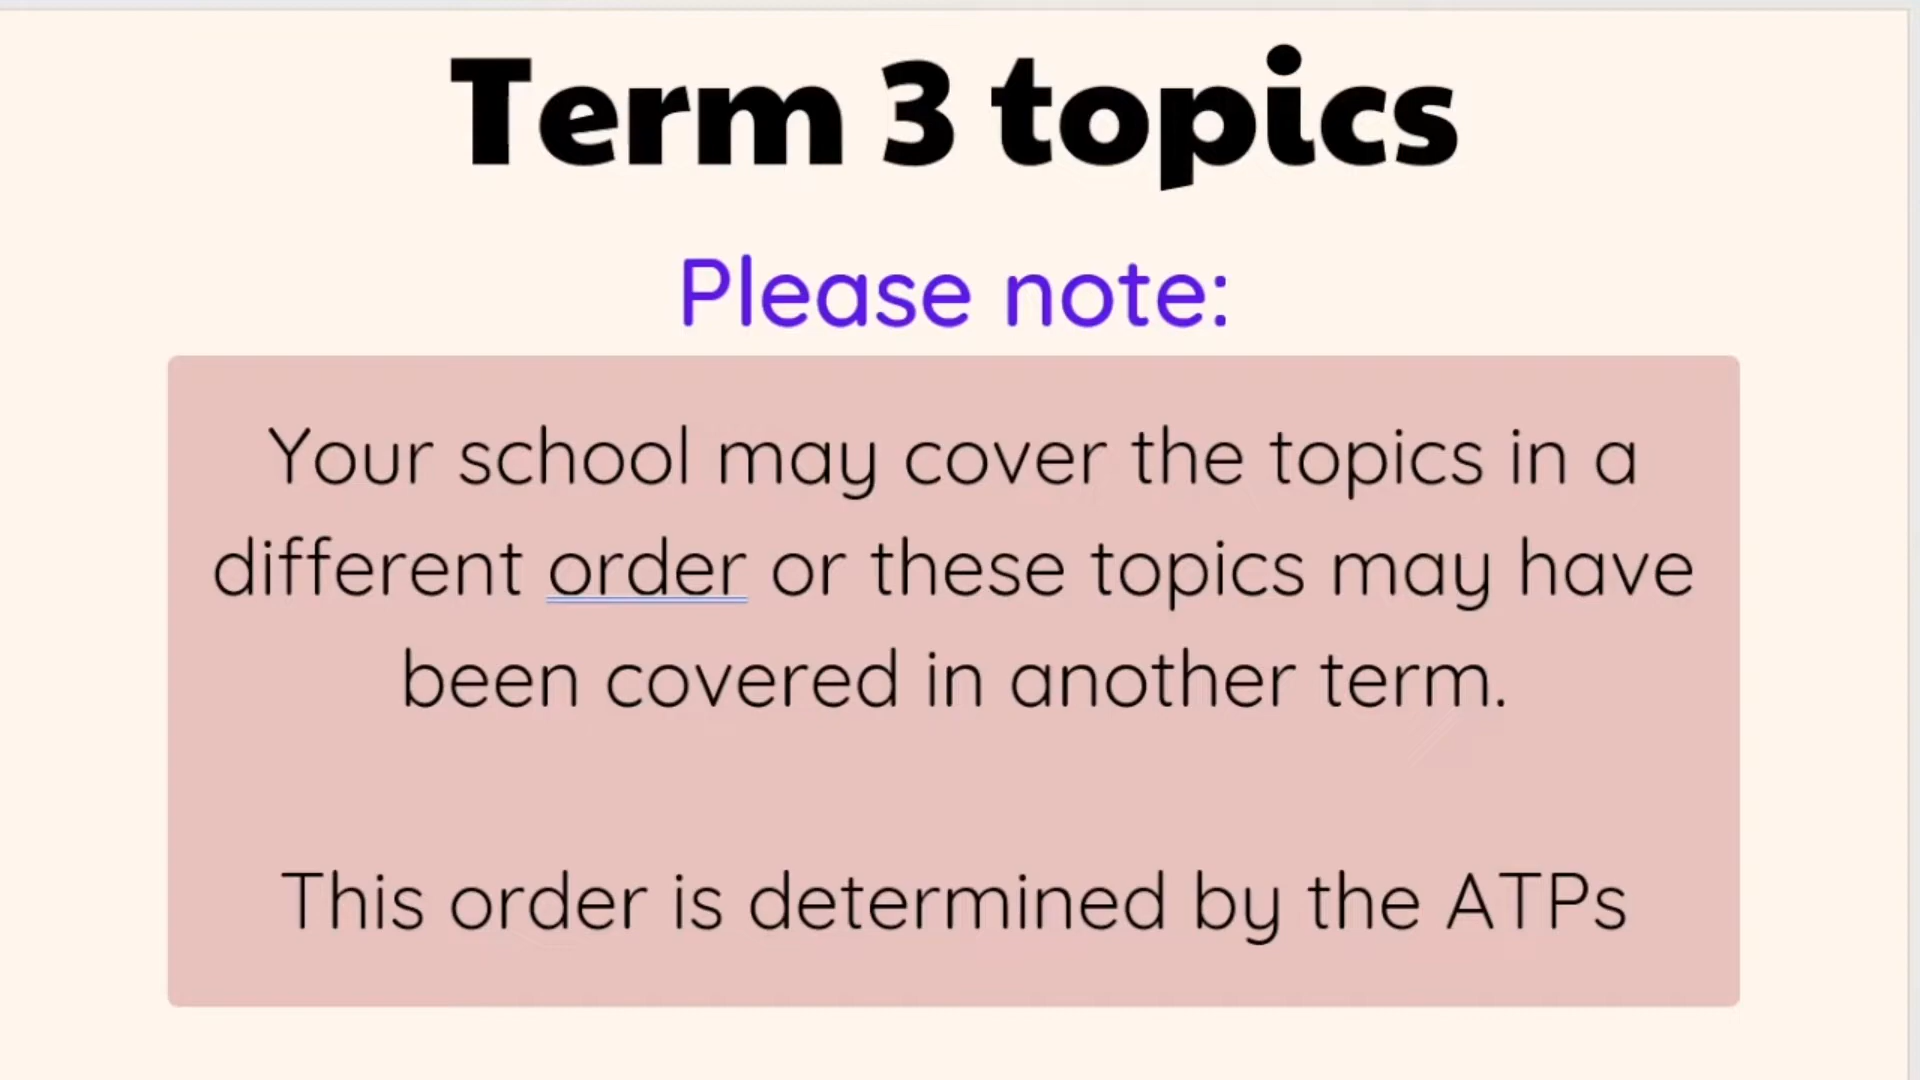 Term 3 topics
Please note:
Your school may cover the topics in a
different order or these topics may have
been covered in another term.
This order is determined by the ATPs